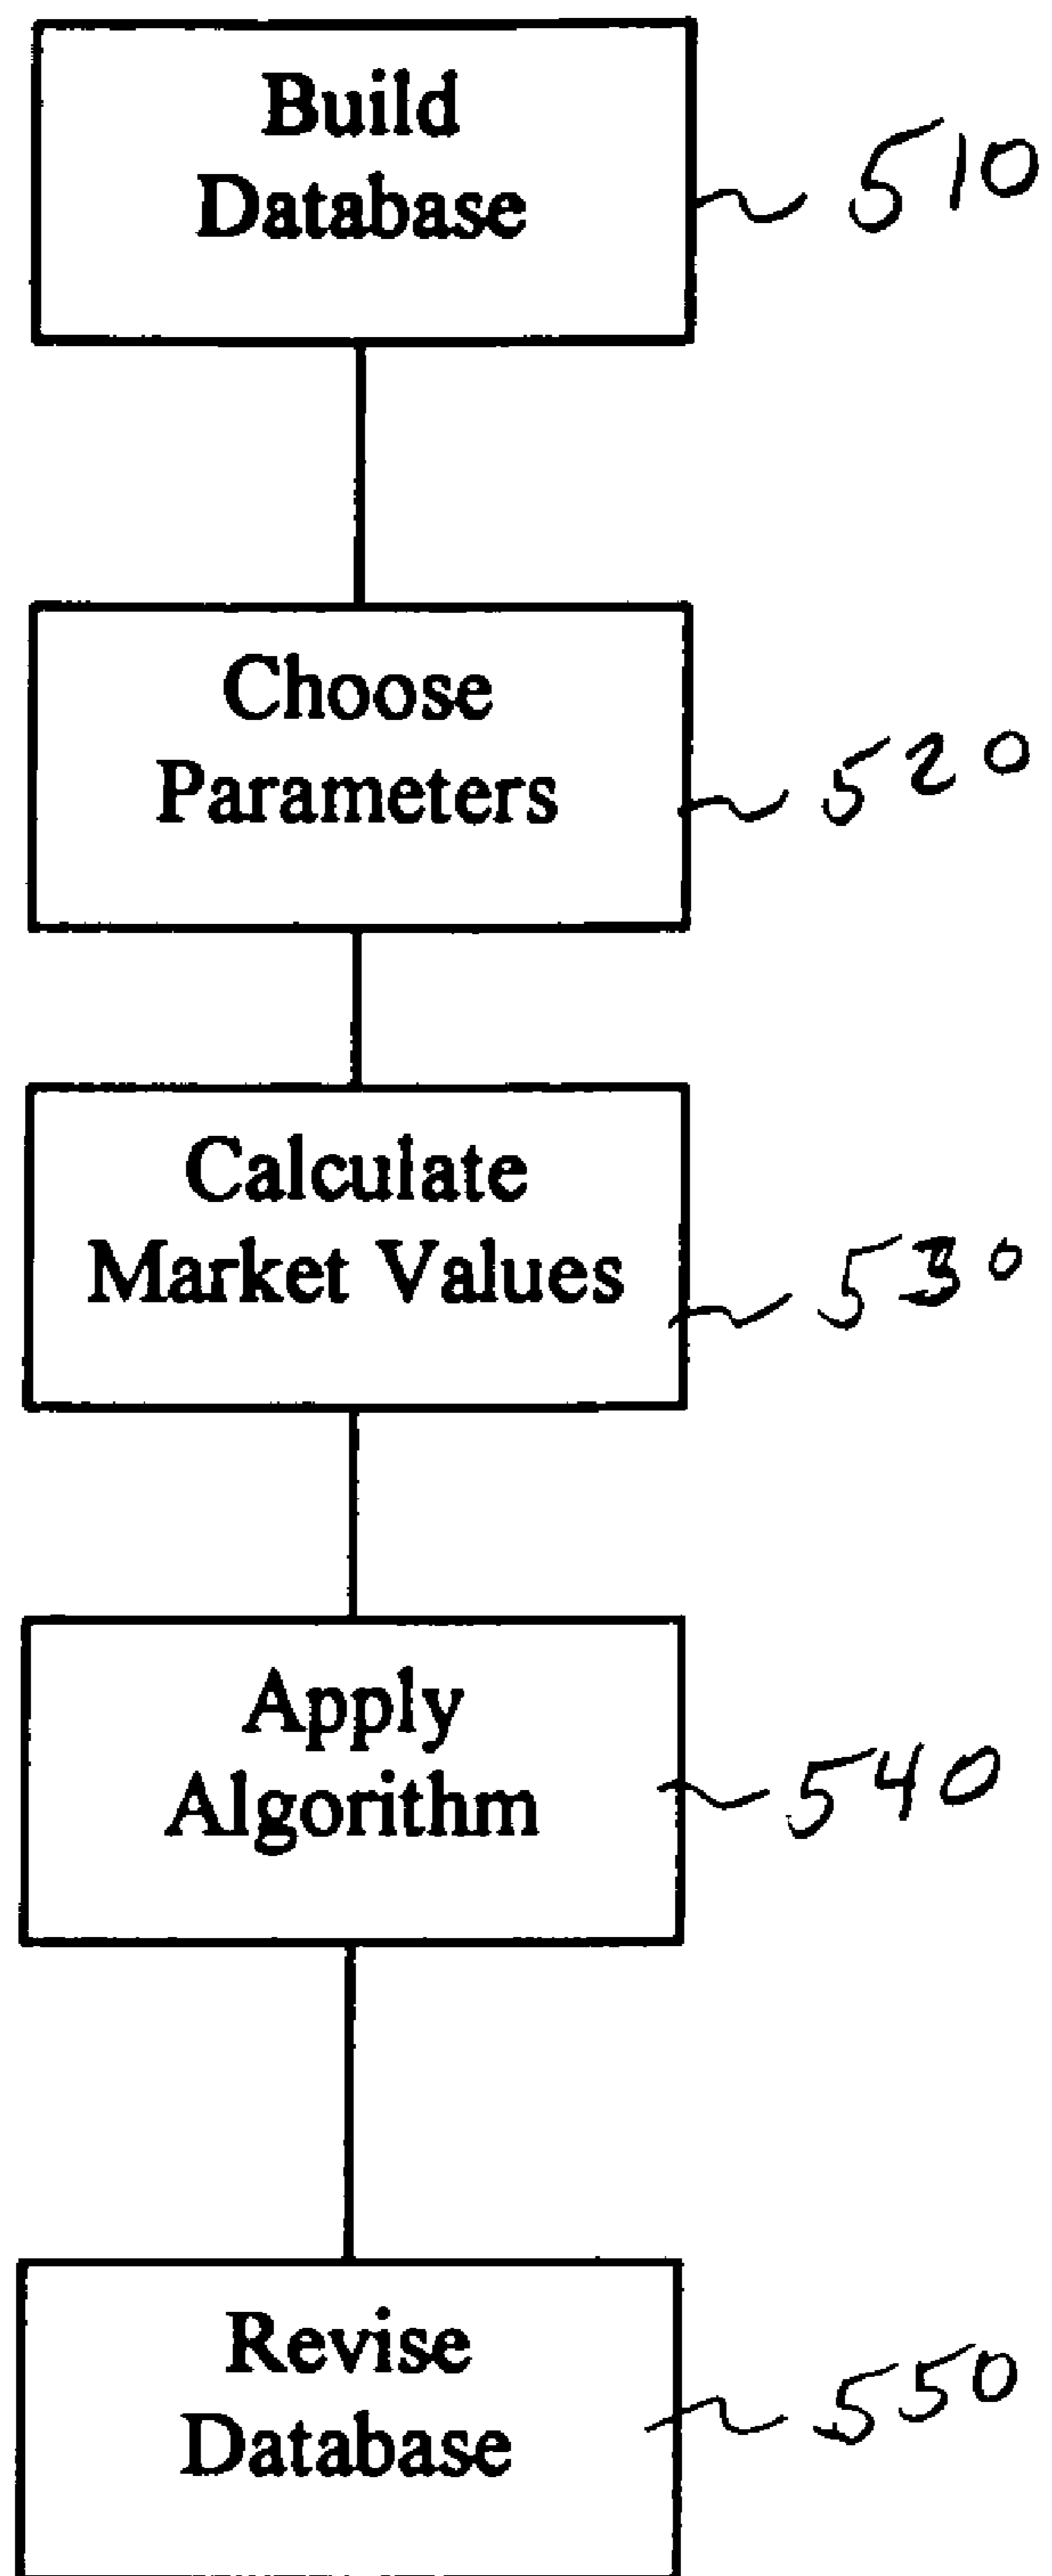 Build
Database
510
Choose
Parameters
520
Calculate
Market Values
530
Apply
Algorithm
540
Revise
Database
550